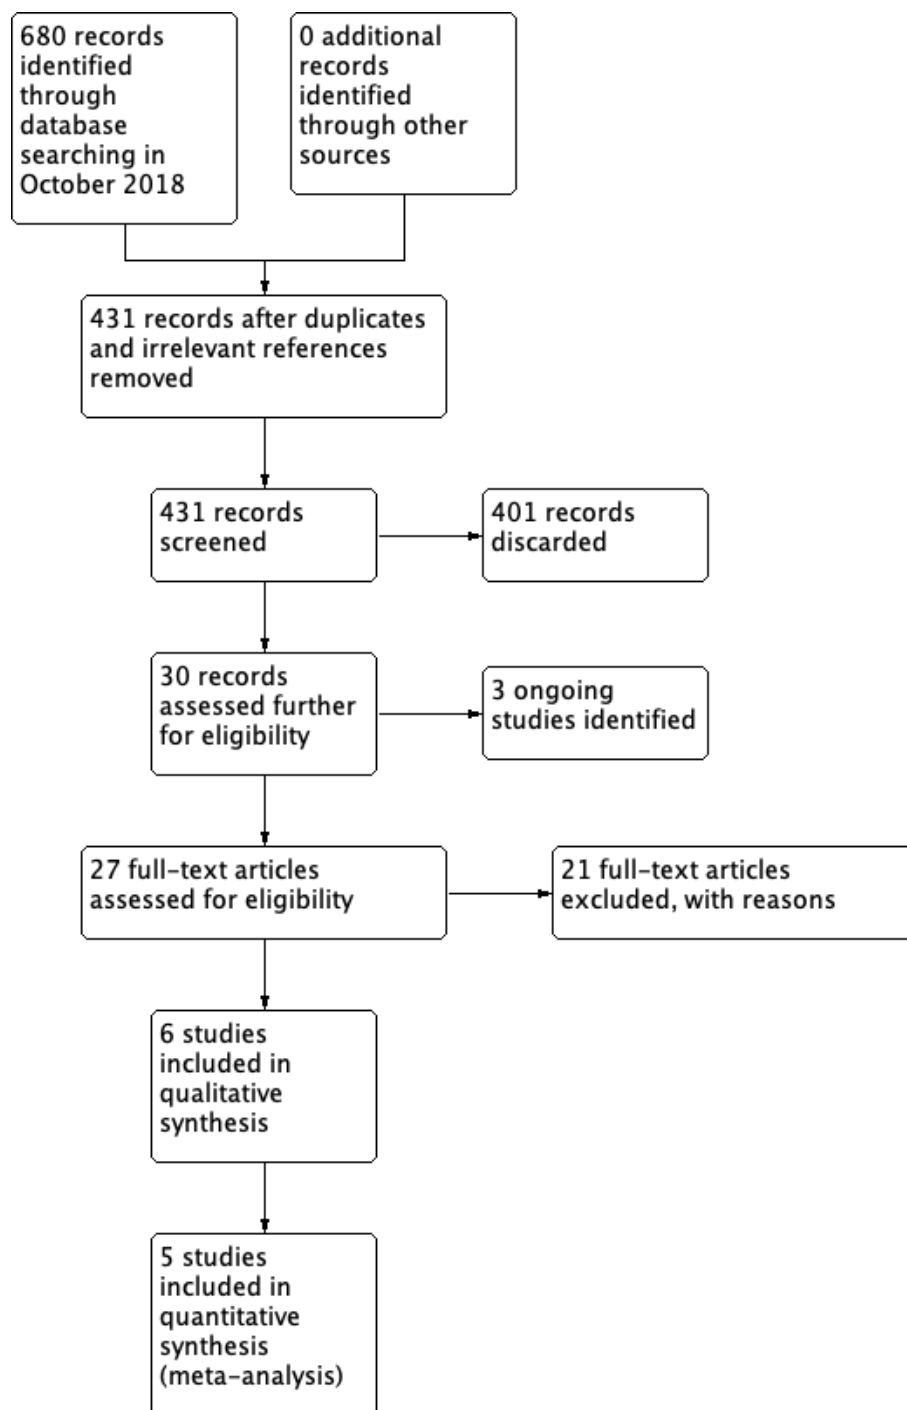 680 records
identified
through
database
searching in
October 2018
0 additional
records
identified
through other
sources
431 records after duplicates
and irrelevant references
removed
431 records
screened
401 records
discarded
30 records
assessed further
for eligibility
3 ongoing
studies identified
27 full-text articles
assessed for eligibility
21 full-text articles
excluded, with reasons
6 studies
included in
qualitative
synthesis
5 studies
included in
quantitative
synthesis
(meta-analysis)